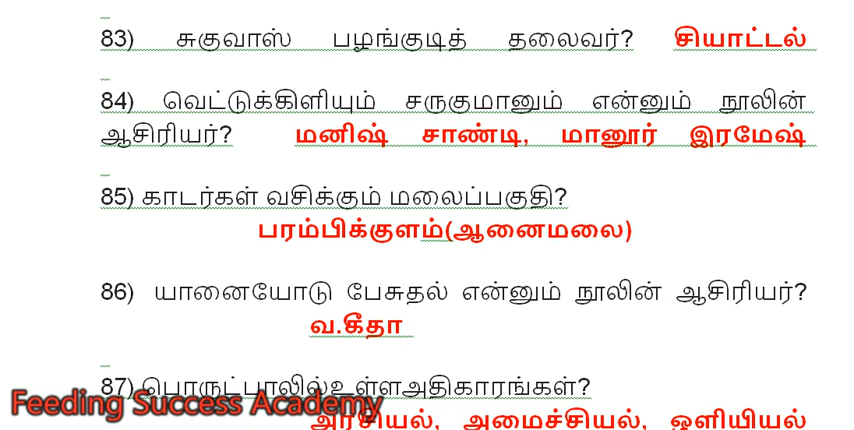 83) சுகுவாஸ் பழங்குடித் தலைவர்? சியாட்டல்
84) வெட்டுக்கிளியும் சருகுமானும் என்னும் நூலின்
ஆசிரியர்? மனிஷ் சாண்டி, மானூர் இரமேஷ்
85) காடர்கள் வசிக்கும் மலைப்பகுதி?
பரம்பிக்குளம்(ஆனைமலை)
86) யானையோடு பேசுதல் என்னும் நூலின் ஆசிரியர்?
வ.கீதா
87) பொருட்பாலில்உள்ளஅதிகாரங்கள்?
Feeding Success Academy
அரசியல், அமைச்சியல், ஒளியியல்